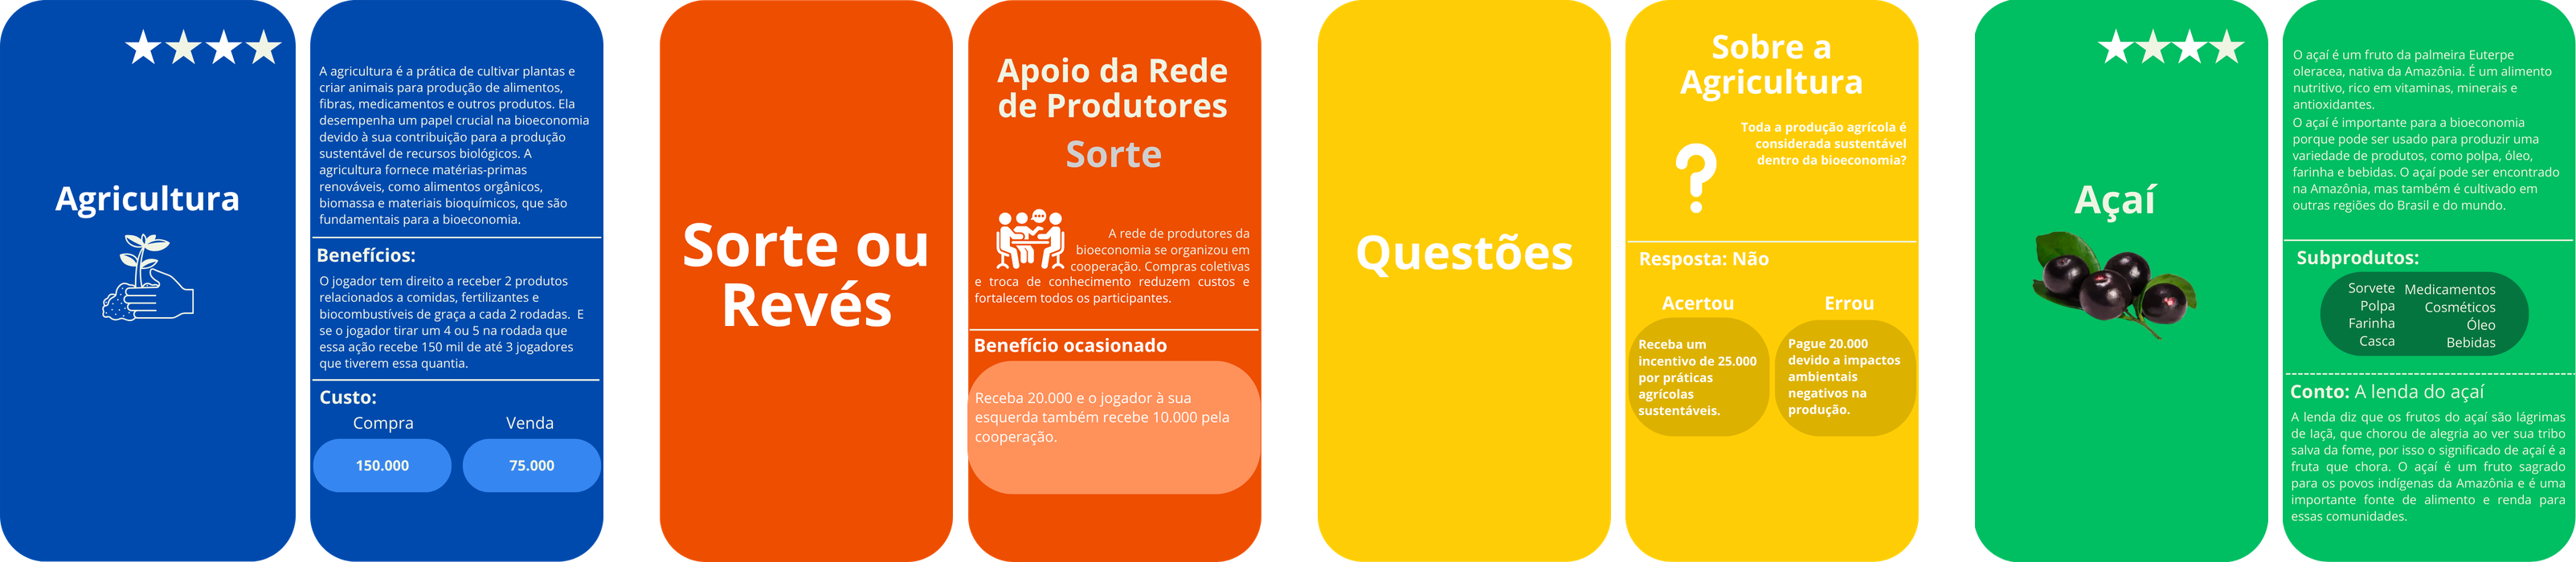 Agricultura
A agricultura é a prática de cultivar plantas e
criar animais para produção de alimentos,
fibras, medicamentos e outros produtos. Ela
desempenha um papel crucial na bioeconomia
devido à sua contribuição para a produção
sustentável de recursos biológicos. A
agricultura fornece matérias-primas
renováveis, como alimentos orgânicos,
biomassa e materiais bioquímicos, que são
fundamentais para a bioeconomia.
Benefícios:
O jogador tem direito a receber 2 produtos
relacionados a comidas, fertilizantes e
biocombustíveis de graça a cada 2 rodadas. E
se o jogador tirar um 4 ou 5 na rodada que
essa ação recebe 150 mil de até 3 jogadores
que tiverem essa quantia.
Custo:
Compra Venda
150.000 75.000
Sorte ou
Revés
Apoio da Rede
de Produtores
Sorte
A rede de produtores da
bioeconomia se organizou em
cooperação. Compras coletivas
e troca de conhecimento reduzem custos e
fortalecem todos os participantes.
Benefício ocasionado
Receba 20.000 e o jogador à sua
esquerda também recebe 10.000 pela
cooperação.
Questões
Sobre a
Agricultura
Toda a produção agrícola é
considerada sustentável
dentro da bioeconomia?
?
Resposta: Não
Acertou
Receba um
incentivo de 25.000
por práticas
agrícolas
sustentáveis.
Errou
Pague 20.000
devido a impactos
ambientais
negativos na
produção.
Açaí
O açaí é um fruto da palmeira Euterpe
oleracea, nativa da Amazônia. É um alimento
nutritivo, rico em vitaminas, minerais e
antioxidantes.
O açaí é importante para a bioeconomia
porque pode ser usado para produzir uma
variedade de produtos, como polpa, óleo,
farinha e bebidas. O açaí pode ser encontrado
na Amazônia, mas também é cultivado em
outras regiões do Brasil e do mundo.
Subprodutos:
Sorvete Medicamentos
Polpa Cosméticos
Farinha Óleo
Casca Bebidas
Conto: A lenda do açaí
A lenda diz que os frutos do açaí são lágrimas
de Iaçã, que chorou de alegria ao ver sua tribo
salva da fome, por isso o significado de açaí é a
fruta que chora. O açaí é um fruto sagrado
para os povos indígenas da Amazônia e é uma
importante fonte de alimento e renda para
essas comunidades.